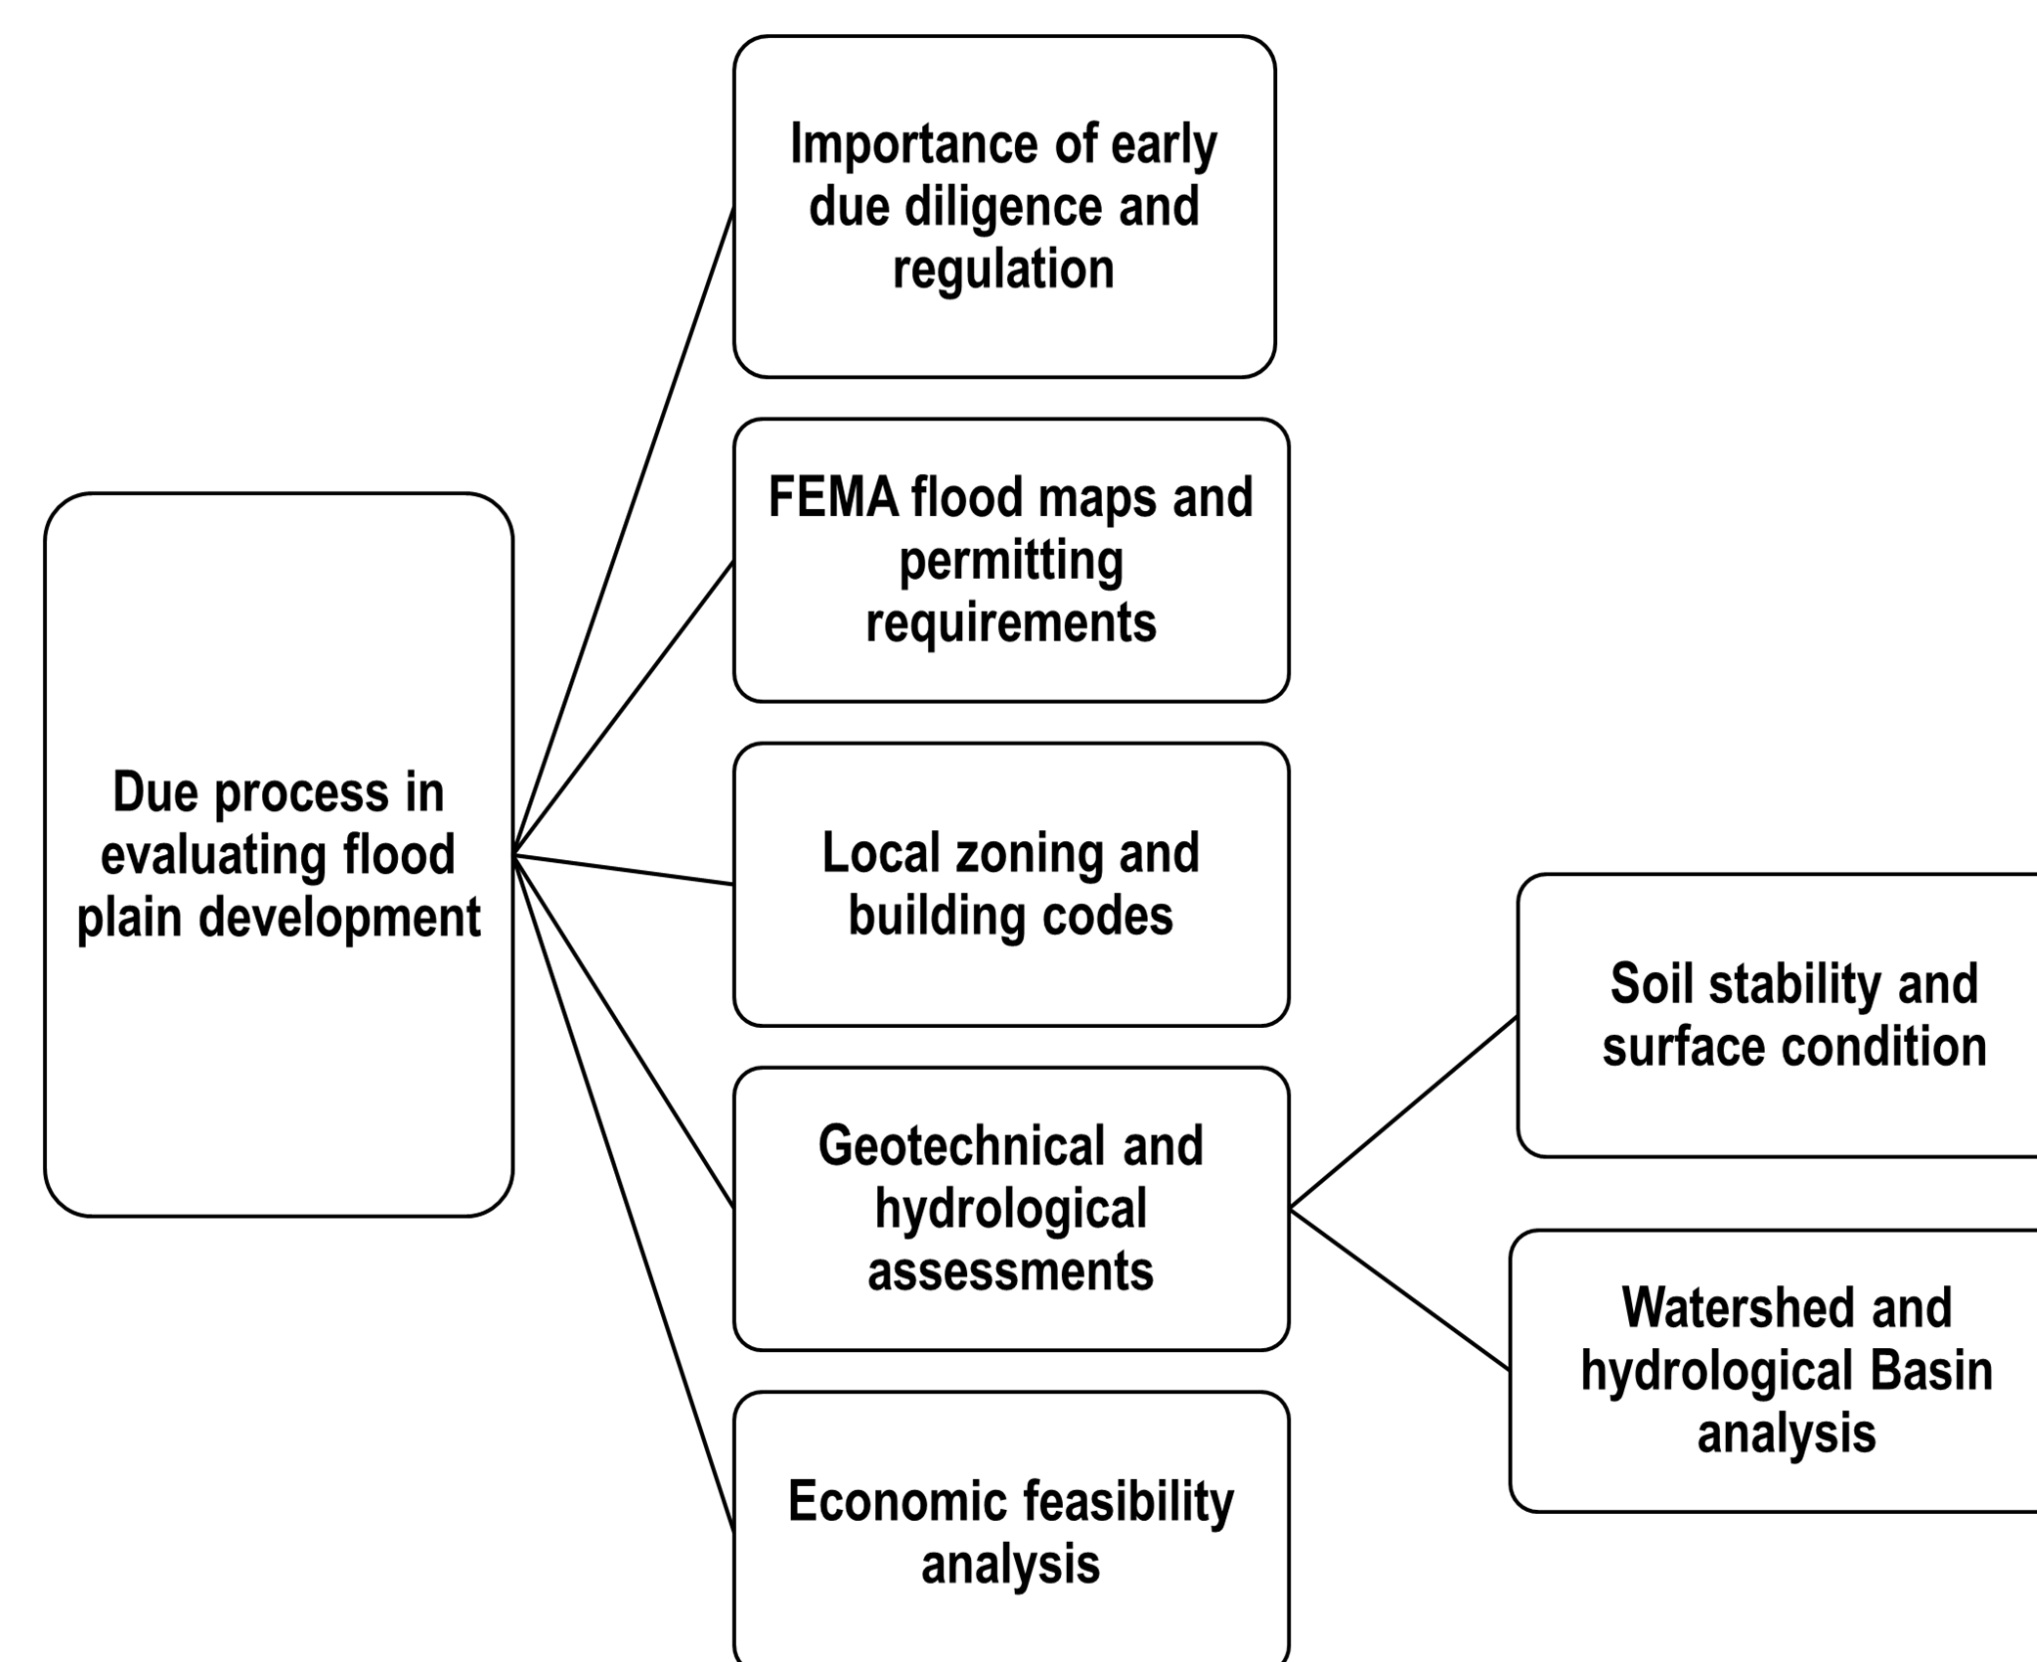 Due process in
evaluating flood
plain development
Importance of early
due diligence and
regulation
FEMA flood maps and
permitting
requirements
Local zoning and
building codes
Geotechnical and
hydrological
assessments
Economic feasibility
analysis
Soil stability and
surface condition
Watershed and
hydrological Basin
analysis